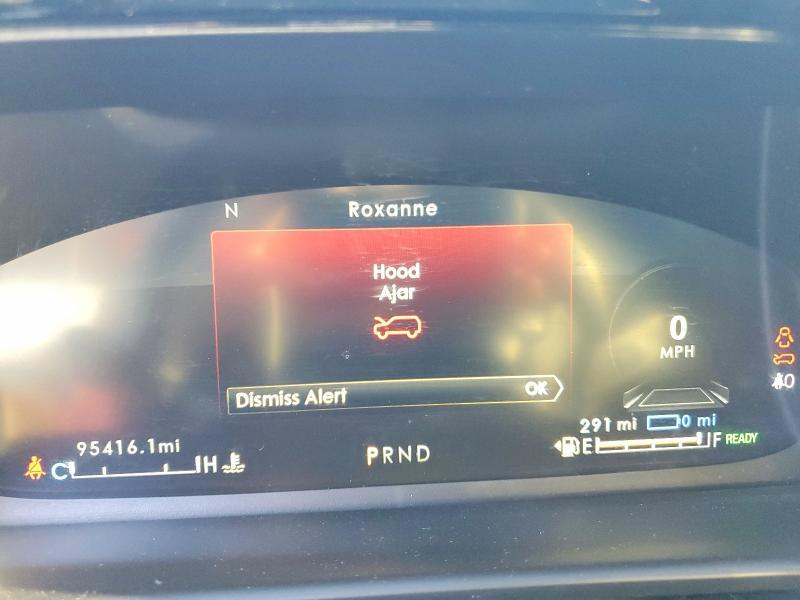 N
Roxanne
Hood
Ajar
Dismiss Alert OK
0
MPH
95416.1mi
C H
PRND
291 mi 0 mi
E F READY